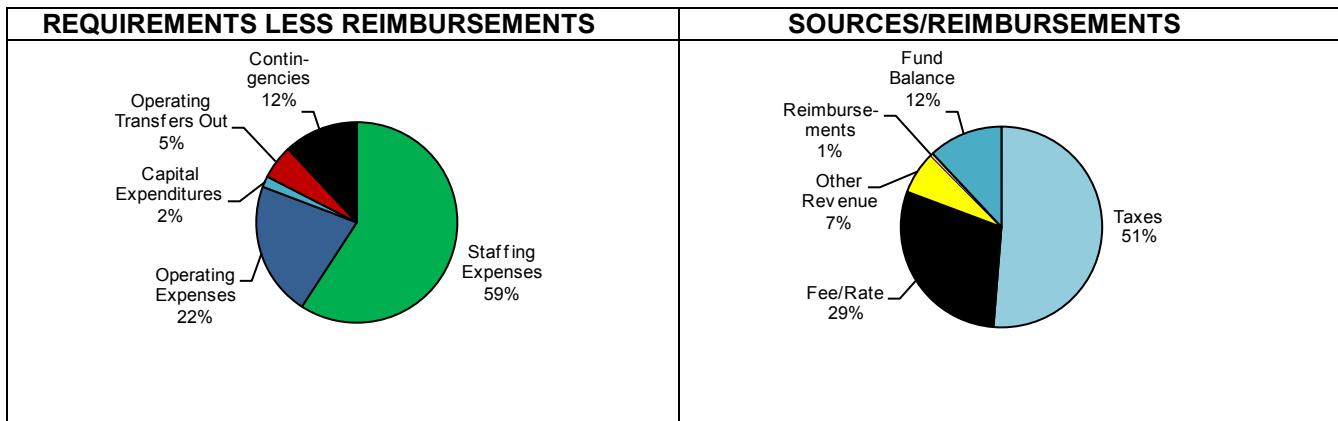 REQUIREMENTS LESS REIMBURSEMENTS
Contin-
gencies
12%
Operating
Transfers Out
5%
Capital
Expenditures
2%
Operating
Expenses
22%
Staffing
Expenses
59%
SOURCES/REIMBURSEMENTS
Fund
Balance
12%
Reimburse-
ments
1%
Other
Revenue
7%
Fee/Rate
29%
Taxes
51%